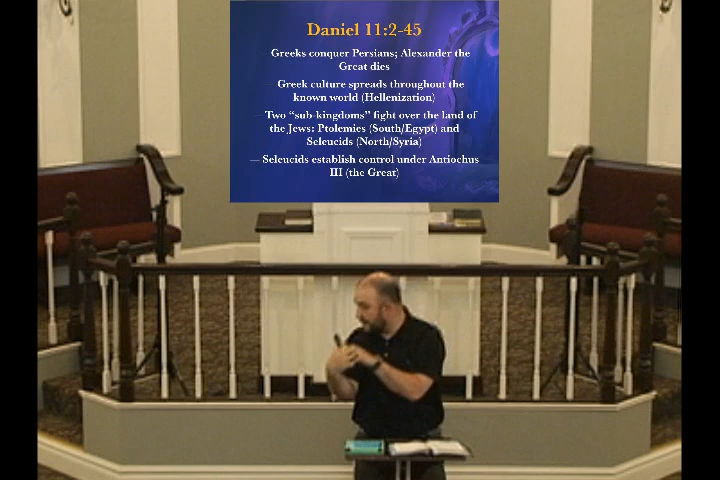 Daniel 11:2-45
Greeks conquer Persians; Alexander the
Great dies
Greek culture spreads throughout the
known world (Hellenization)
— Two “sub-kingdoms” fight over the land of
the Jews: Ptolemies (South/Egypt) and
Seleucids (North/Syria)
— Seleucids establish control under Antiochus
III (the Great)